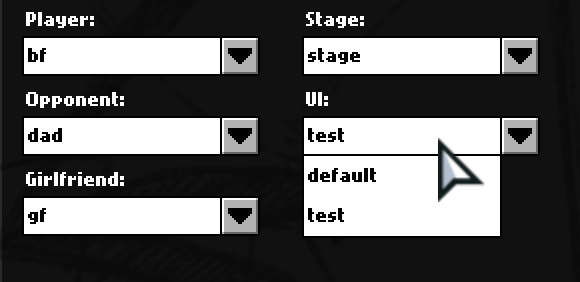 Player:
bf
Opponent:
dad
Girlfriend:
gf
Stage:
stage
UI:
test
default
test